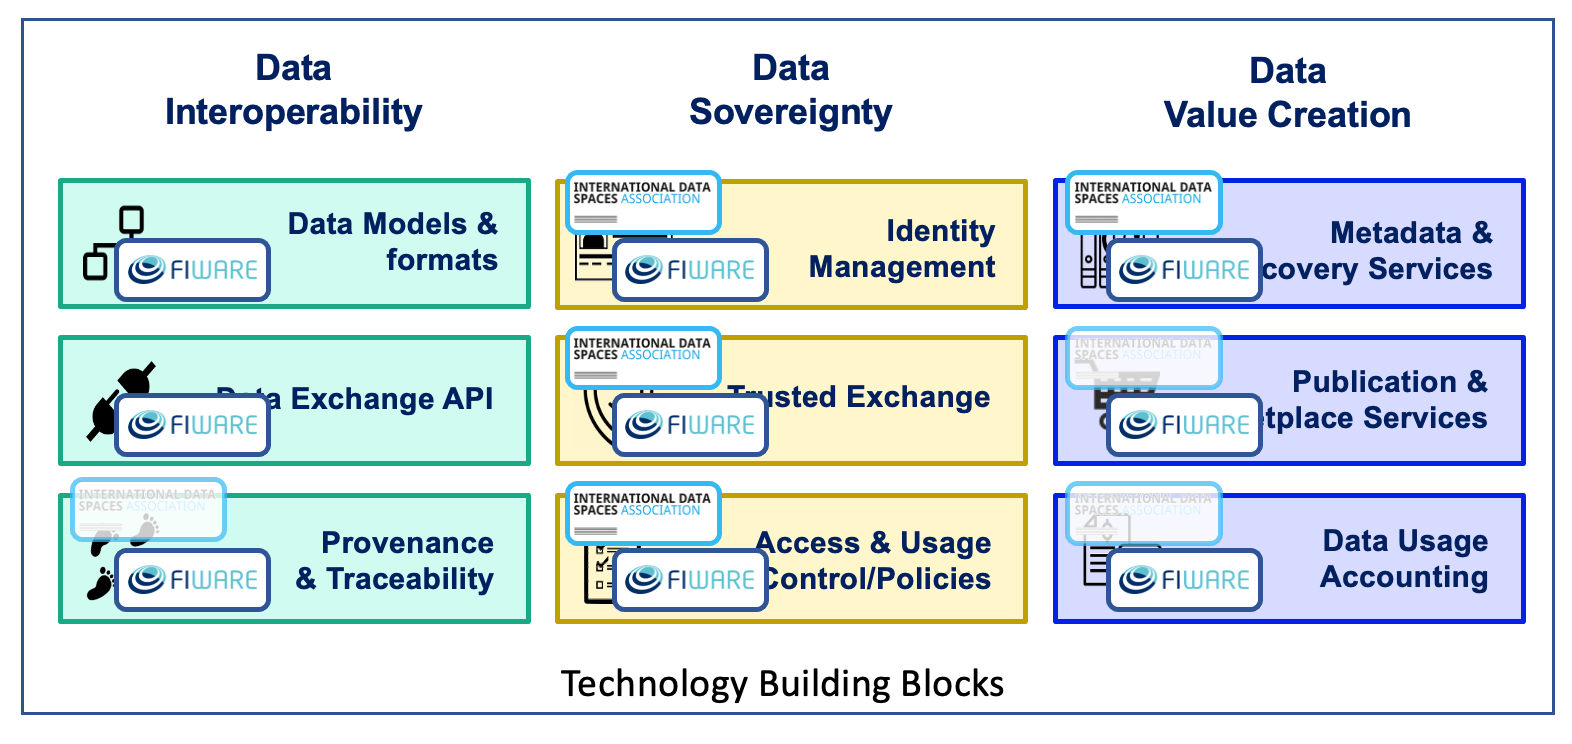 Data
Interoperability
Data
Sovereignty
Data
Value Creation
Data Models &
formats
FIWARE
INTERNATIONAL DATA
SPACES ASSOCIATION
Identity
Management
FIWARE
INTERNATIONAL DATA
SPACES ASSOCIATION
Metadata &
covery Services
FIWARE
Data Exchange API
FIWARE
INTERNATIONAL DATA
SPACES ASSOCIATION
Trusted Exchange
FIWARE
INTERNATIONAL DATA
SPACES ASSOCIATION
Publication &
etplace Services
FIWARE
INTERNATIONAL DATA
SPACES ASSOCIATION
Provenance
& Traceability
FIWARE
INTERNATIONAL DATA
SPACES ASSOCIATION
Access & Usage
Control/Policies
FIWARE
INTERNATIONAL DATA
SPACES ASSOCIATION
Data Usage
Accounting
FIWARE
Technology Building Blocks